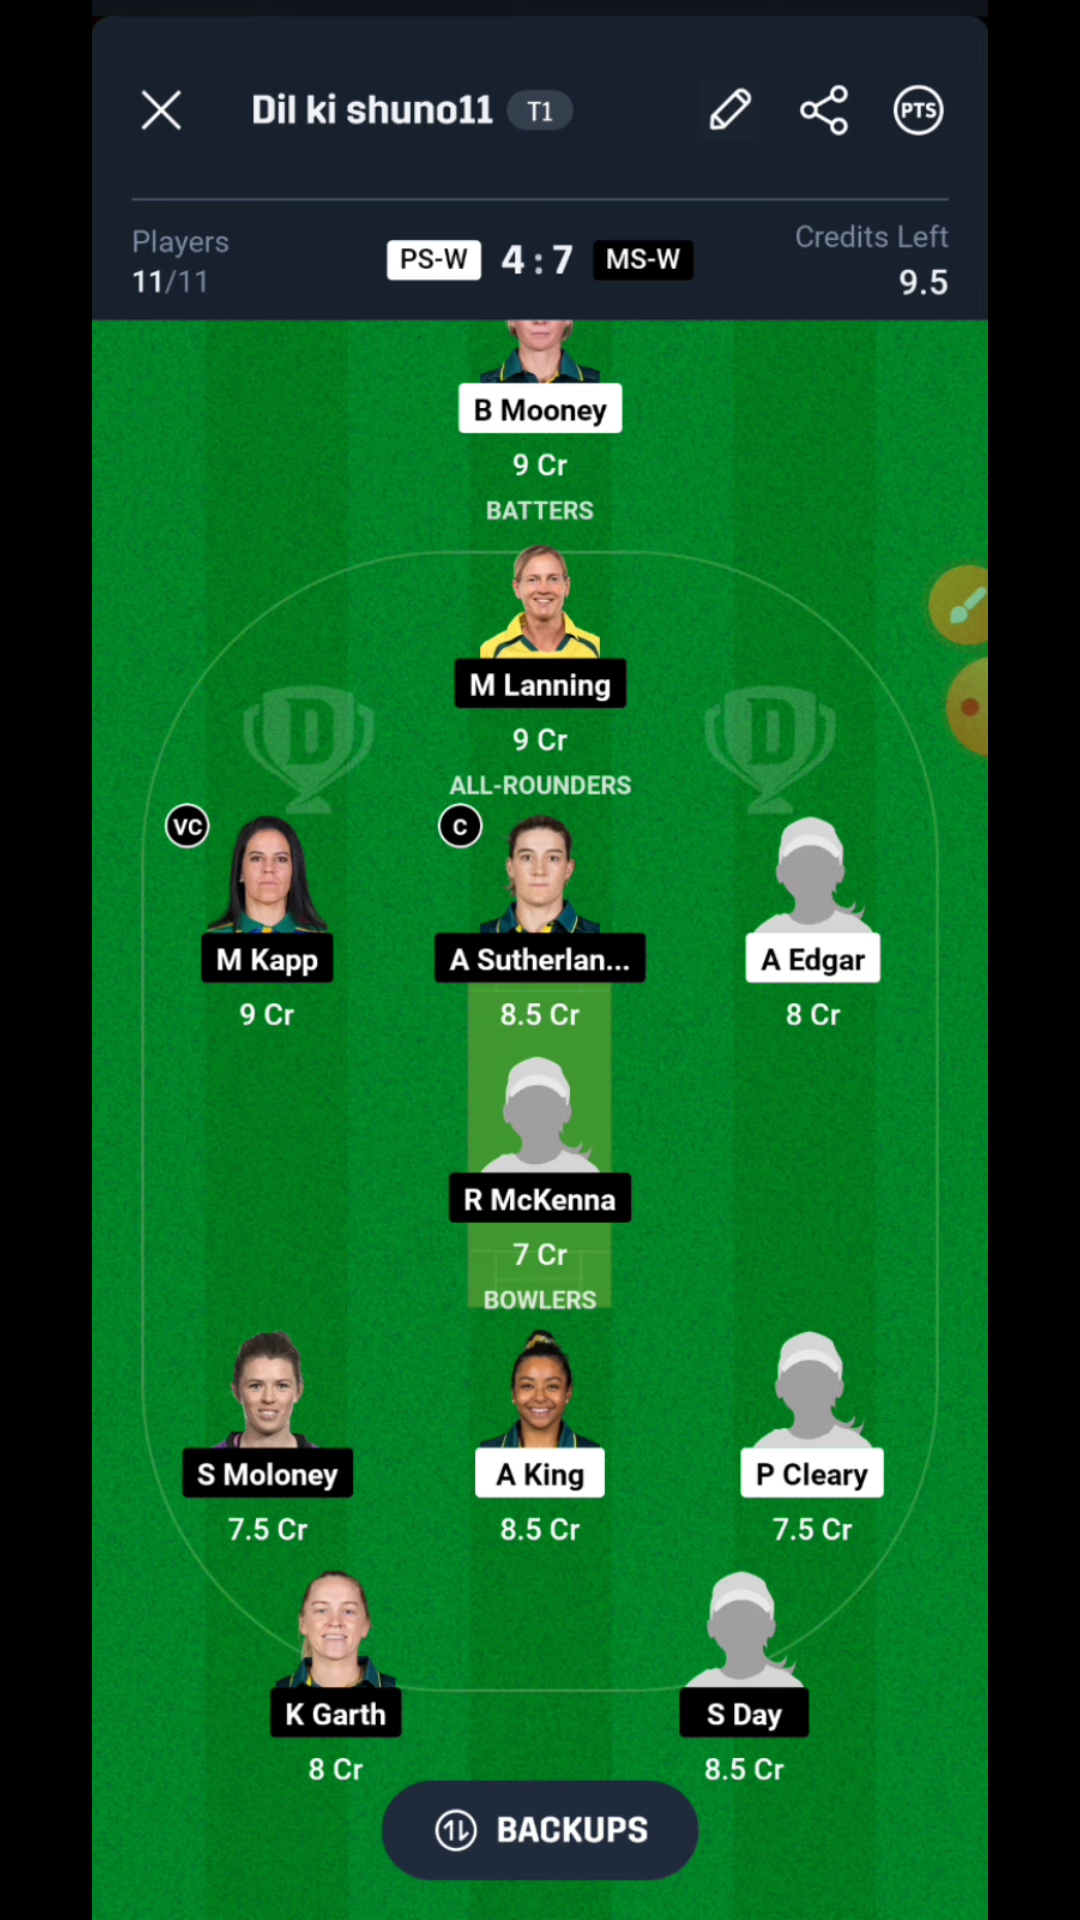 Dil ki shuno11 T1 PTS
Players Credits Left
11/11 PS-W 4 : 7 MS-W 9.5
B Mooney
9 Cr
BATTERS
D D
M Lanning
9 Cr
ALL-ROUNDERS
VC C
M Kapp A Sutherlan... A Edgar
9 Cr 8.5 Cr 8 Cr
R McKenna
7 Cr
BOWLERS
S Moloney A King P Cleary
7.5 Cr 8.5 Cr 7.5 Cr
K Garth S Day
8 Cr 8.5 Cr
BACKUPS